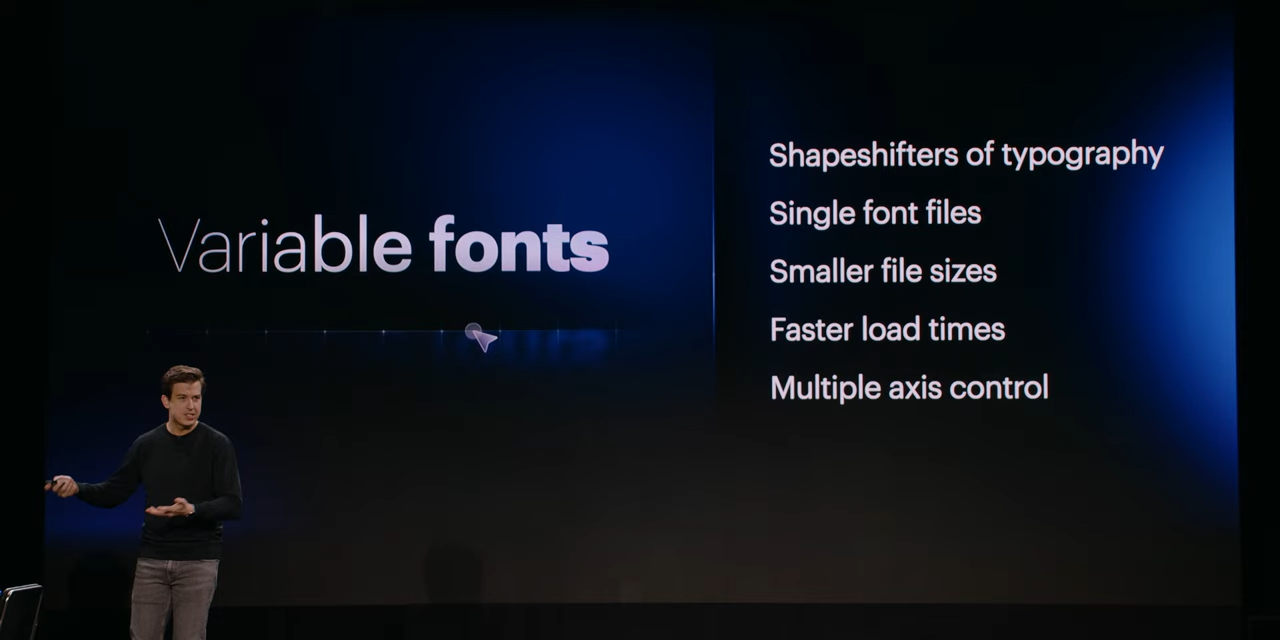 Variable fonts
Shapeshifters of typography
Single font files
Smaller file sizes
Faster load times
Multiple axis control